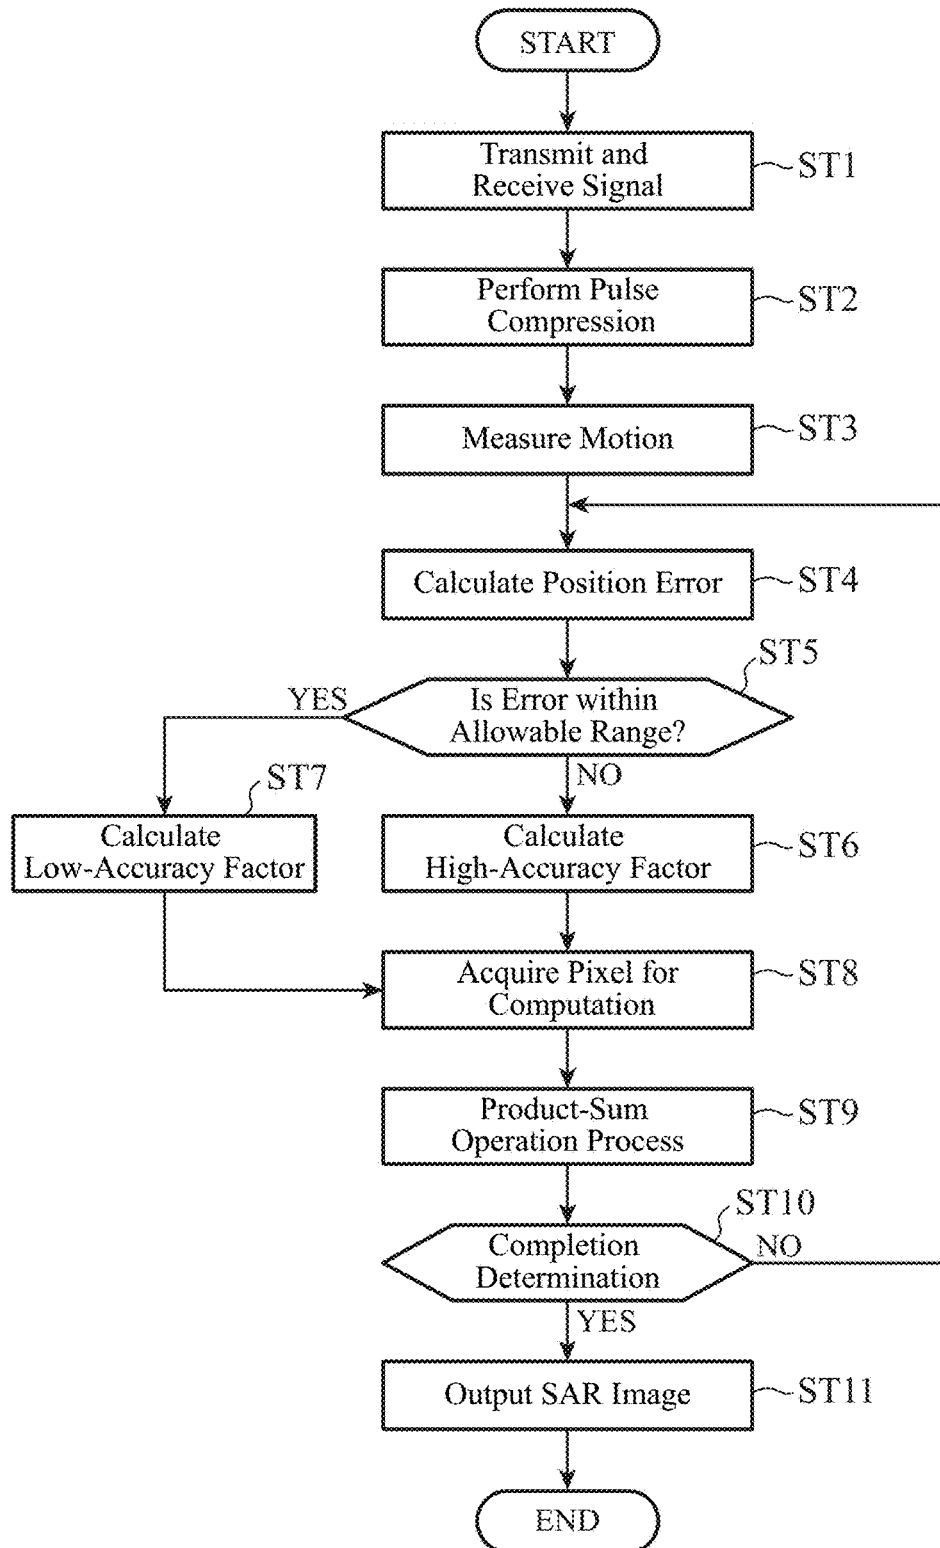 START
Transmit and
Receive Signal
ST1
Perform Pulse
Compression
ST2
Measure Motion
ST3
Calculate Position Error
ST4
ST5
YES
Is Error within
Allowable Range?
NO
ST7
Calculate
Low-Accuracy Factor
Calculate
High-Accuracy Factor
ST6
Acquire Pixel for
Computation
ST8
Product-Sum
Operation Process
ST9
ST10
Completion
Determination
NO
YES
Output SAR Image
ST11
END